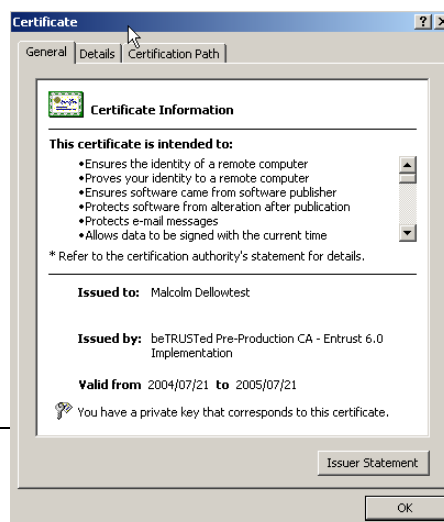 Certificate
General Details Certification Path
Certificate Information
This certificate is intended to:
•Ensures the identity of a remote computer
•Proves your identity to a remote computer
•Ensures software came from software publisher
•Protects software from alteration after publication
•Protects e-mail messages
•Allows data to be signed with the current time
* Refer to the certification authority's statement for details.
Issued to: Malcolm Dellowtest
Issued by: beTRUSTed Pre-Production CA - Entrust 6.0
Implementation
Valid from 2004/07/21 to 2005/07/21
You have a private key that corresponds to this certificate.
Issuer Statement
OK